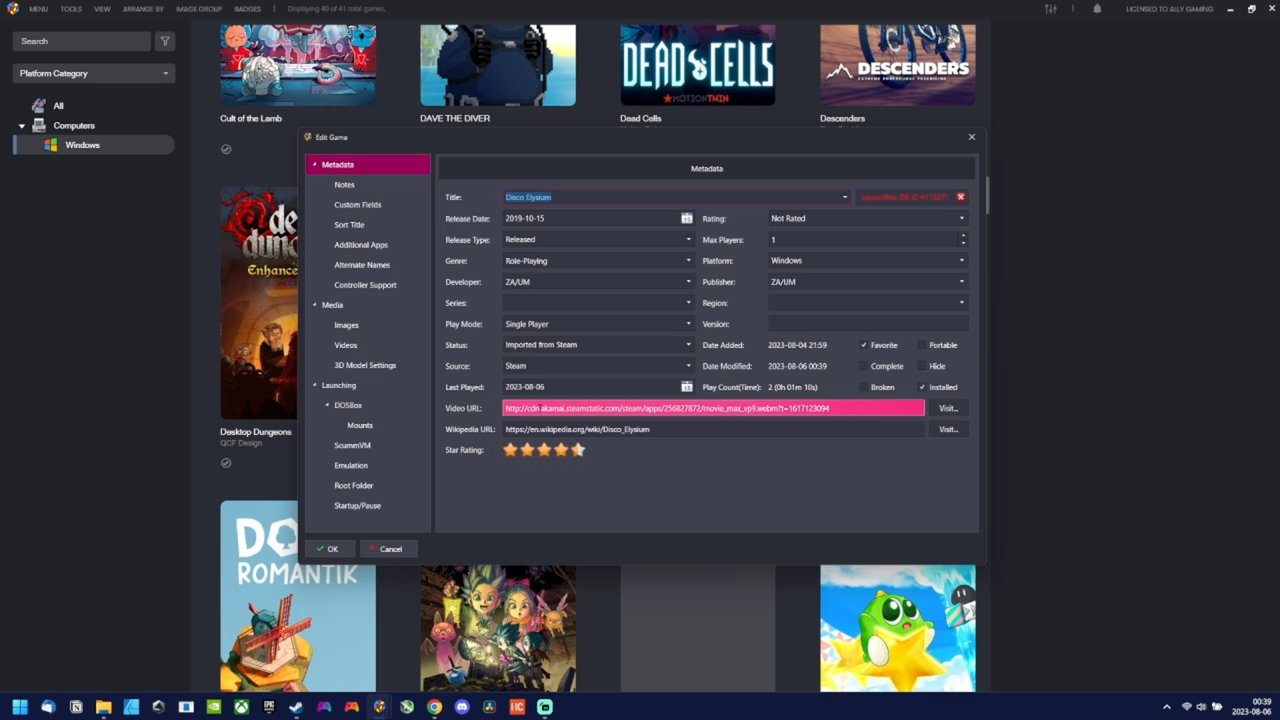 MENU TOOLS VIEW ARRANGE BY IMAGE GROUP BADGES Displaying 40 of 41 total games. LICENSED TO ALLY GAMING
Search
Platform Category
All
Computers
Windows
DEAD CELLS
MOTIONTWIN
DESCENDERS
Cult of the Lamb
DAVE THE DIVER
Dead Cells
Descenders
Enhance
Desktop Dungeons
QCF Design
DO
ROMANTIK
Edit Game
Metadata
Notes
Custom Fields
Sort Title
Additional Apps
Alternate Names
Controller Support
Media
Images
Videos
3D Model Settings
Launching
DOSBox
Mounts
ScummVM
Emulation
Root Folder
Startup/Pause
Metadata
Title: Disco Elysium
Release Date: 2019-10-15 Rating: Not Rated
Release Type: Released Max Players: 1
Genre: Role-Playing Platform: Windows
Developer: ZA/UM Publisher: ZA/UM
Series: Region:
Play Mode: Single Player Version:
Status: Imported from Steam Date Added: 2023-08-04 21:59 Favorite Portable
Source: Steam Date Modified: 2023-08-06 00:39 Complete Hide
Last Played: 2023-08-06 Play Count(Time): 2 (0h 01m 10s) Broken Installed
Video URL: http://cdn.akamai.steamstatic.com/steam/apps/256827872/movie_max_vp9.webm?t=1617123094 Visit...
Wikipedia URL: https://en.wikipedia.org/wiki/Disco_Elysium Visit...
Star Rating:
OK Cancel
EPIC
HC
00:39
2023-08-06